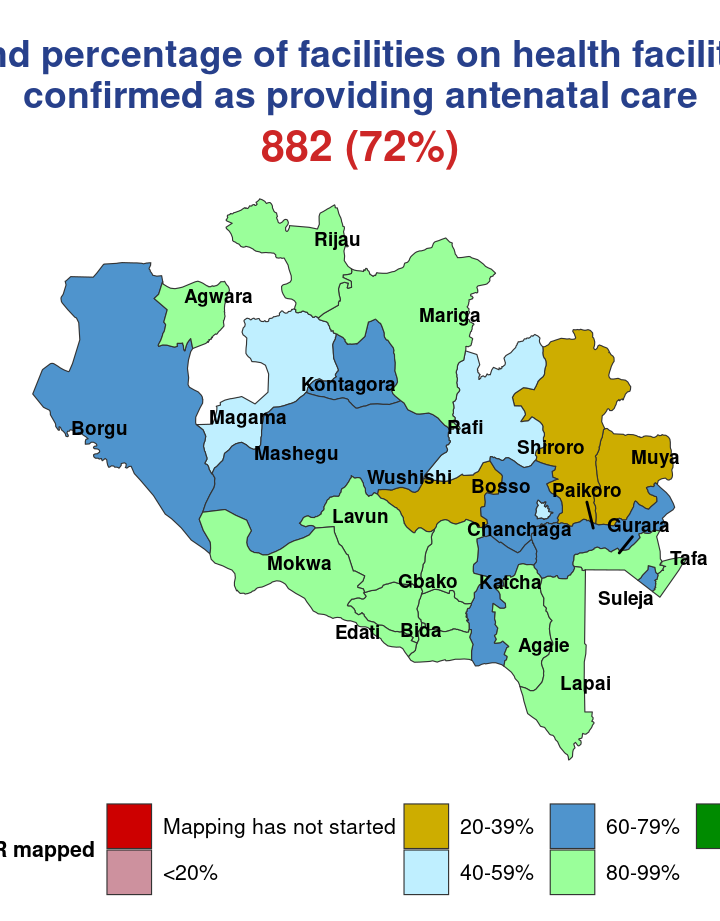 nd percentage of facilities on health facilit
confirmed as providing antenatal care
882 (72%)
Rijau
Agwara
Mariga
Kontagora
Magama
Borgu
Rafi
Mashegu
Shiroro
Muya
Wushishi
Bosso
Paikoro
Lavun
Chanchaga
Gurara
Mokwa
Tafa
Gbako
Katcha
Suleja
Edati
Bida
Agaie
Lapai
R mapped
Mapping has not started
20-39%
60-79%
<20%
40-59%
80-99%